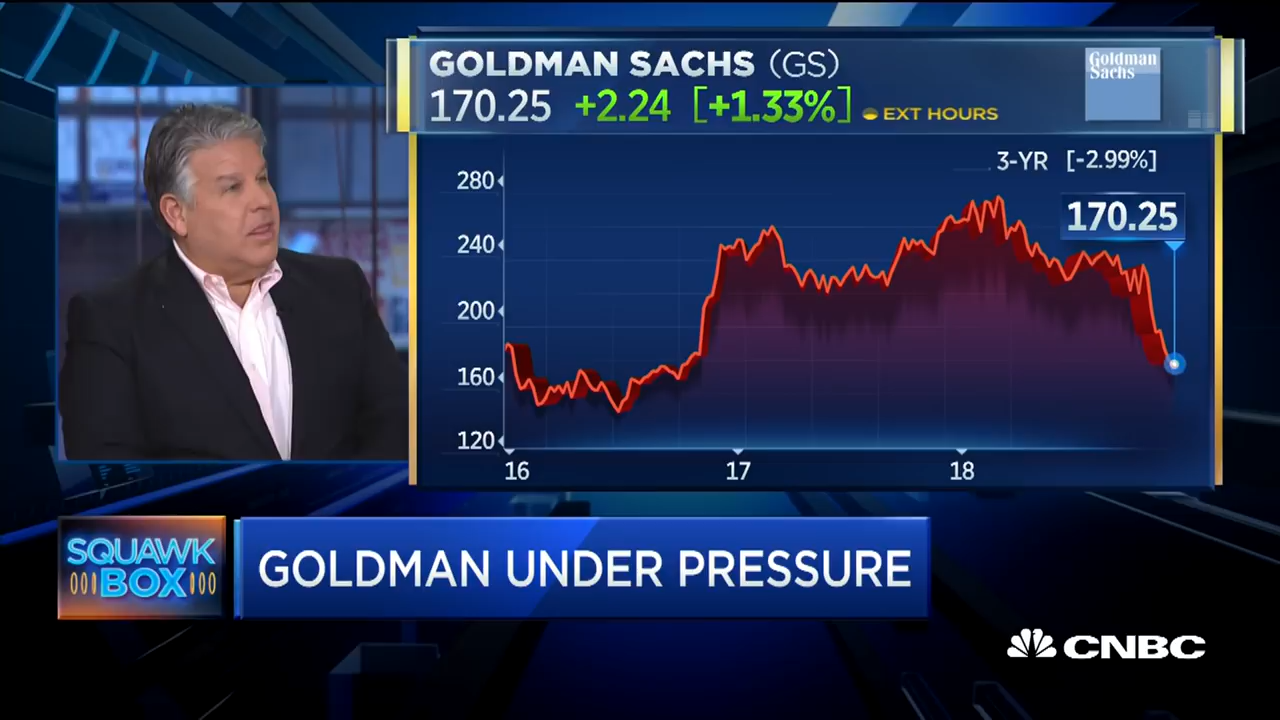 GOLDMAN SACHS (GS)
170.25 +2.24 [+1.33%] EXT HOURS
Goldman
Sachs
3-YR [-2.99%]
170.25
280
240
200
160
120
16 17 18
SQUAWK
BOX
GOLDMAN UNDER PRESSURE
CNBC